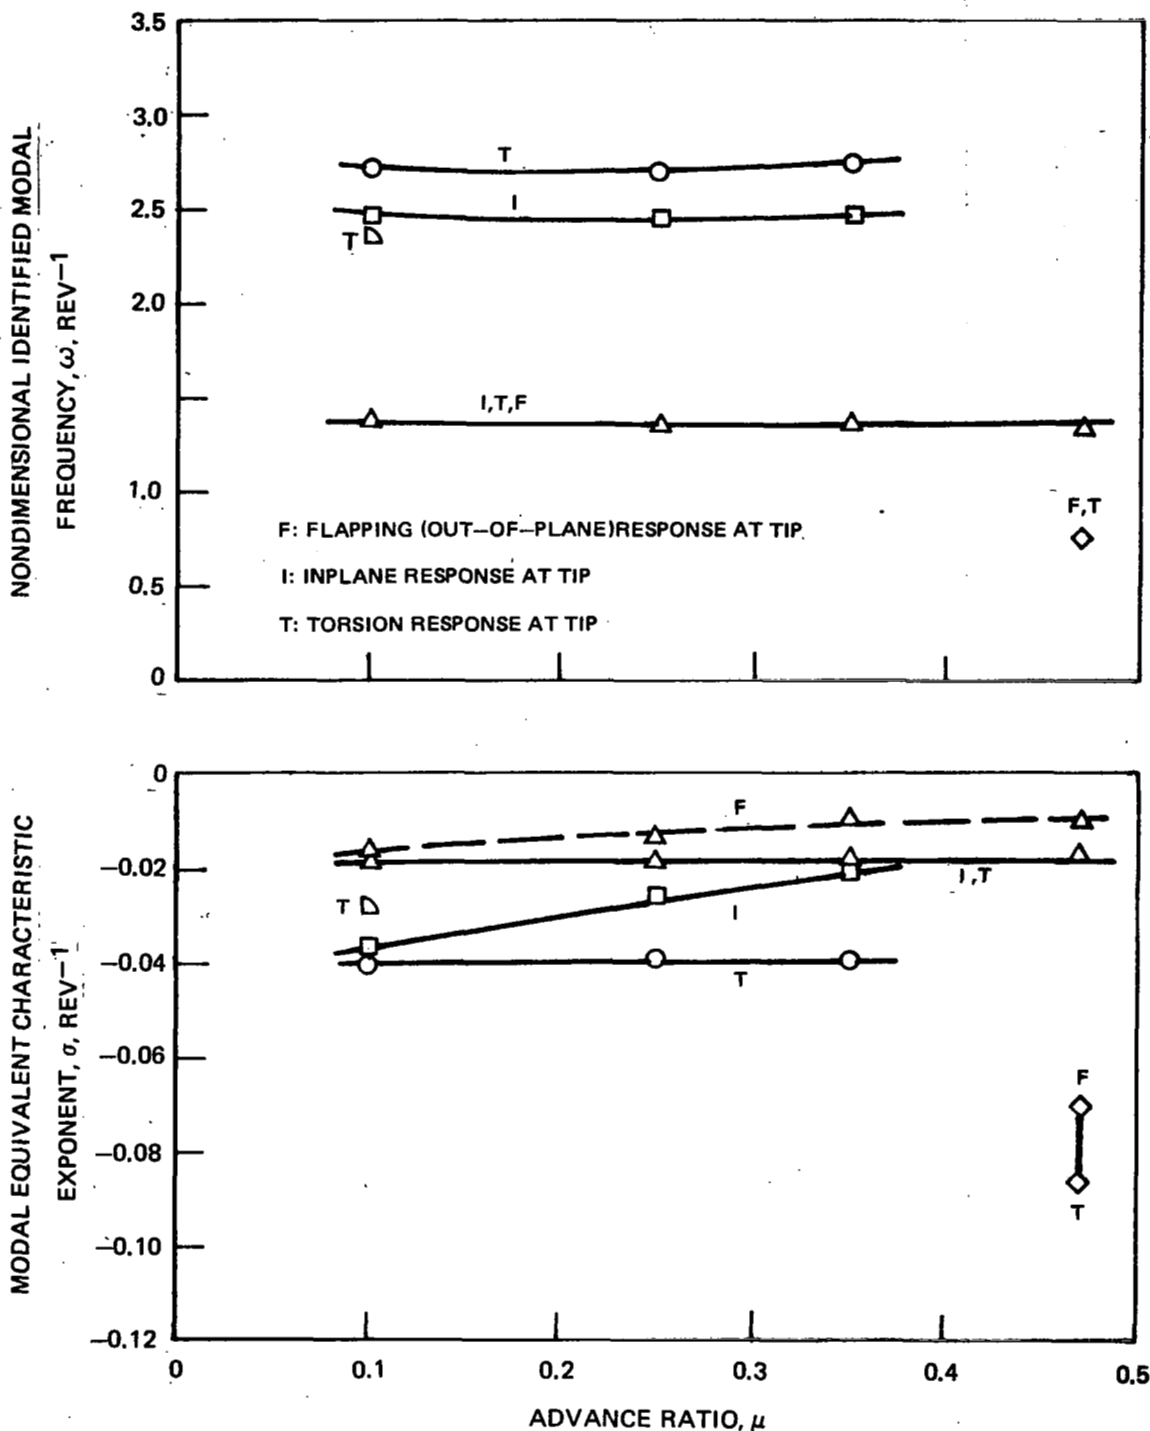 NONDIMENSIONAL IDENTIFIED MODAL
FREQUENCY, ω, REV−1
3.5
3.0
2.5
2.0
1.0
0.5
0
T
I
T
I,T,F
F,T
F: FLAPPING (OUT–OF–PLANE)RESPONSE AT TIP
I: INPLANE RESPONSE AT TIP
T: TORSION RESPONSE AT TIP
MODAL EQUIVALENT CHARACTERISTIC
EXPONENT, σ, REV−1
0
−0.02
−0.04
−0.06
−0.08
−0.10
−0.12
F
I,T
T
I
T
F
T
0
0.1
0.2
0.3
0.4
0.5
ADVANCE RATIO, μ